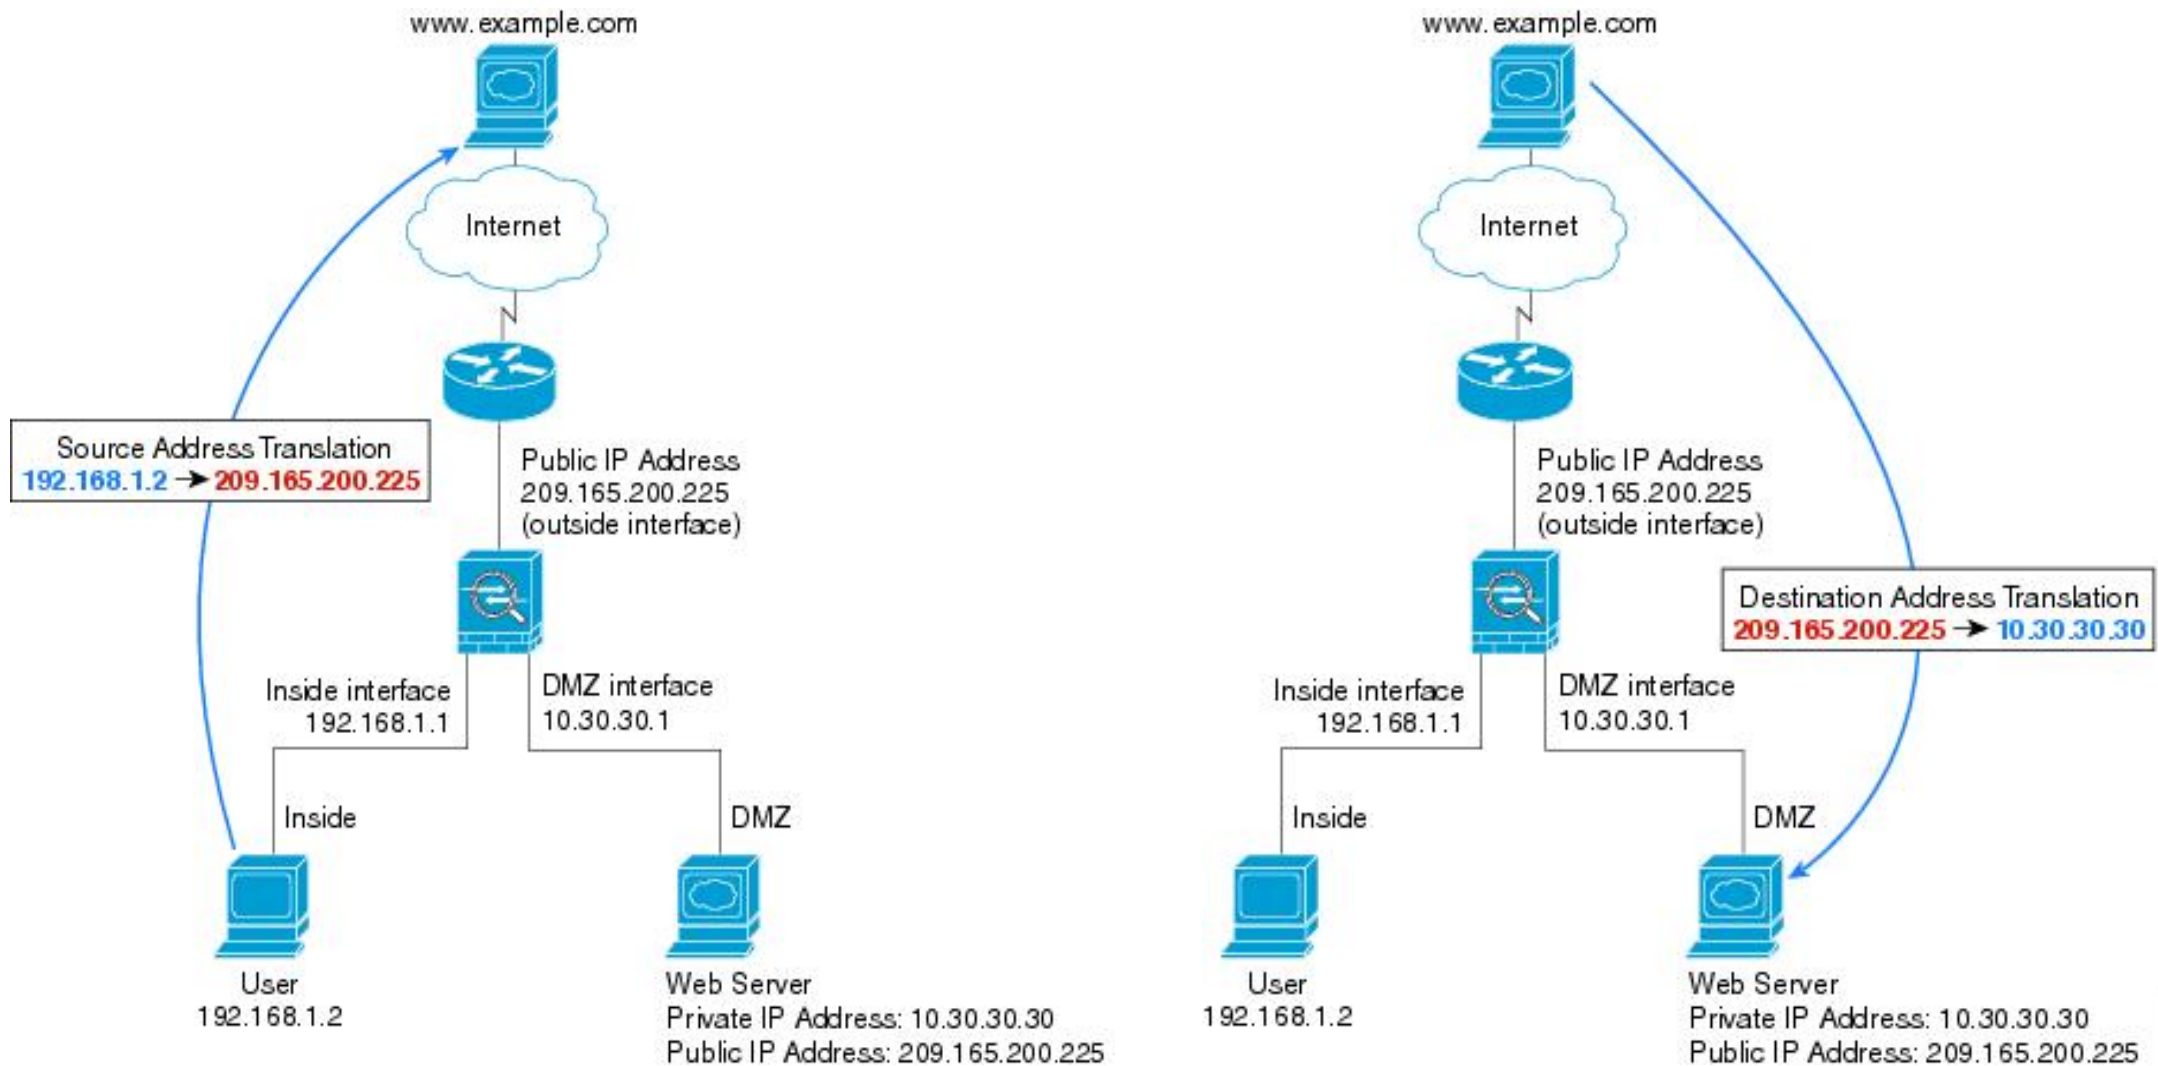 www.example.com
Internet
Source Address Translation
192.168.1.2 → 209.165.200.225
Public IP Address
209.165.200.225
(outside interface)
Inside interface
192.168.1.1
DMZ interface
10.30.30.1
Inside
DMZ
User
192.168.1.2
Web Server
Private IP Address: 10.30.30.30
Public IP Address: 209.165.200.225
www.example.com
Internet
Public IP Address
209.165.200.225
(outside interface)
Destination Address Translation
209.165.200.225 → 10.30.30.30
Inside interface
192.168.1.1
DMZ interface
10.30.30.1
Inside
DMZ
User
192.168.1.2
Web Server
Private IP Address: 10.30.30.30
Public IP Address: 209.165.200.225